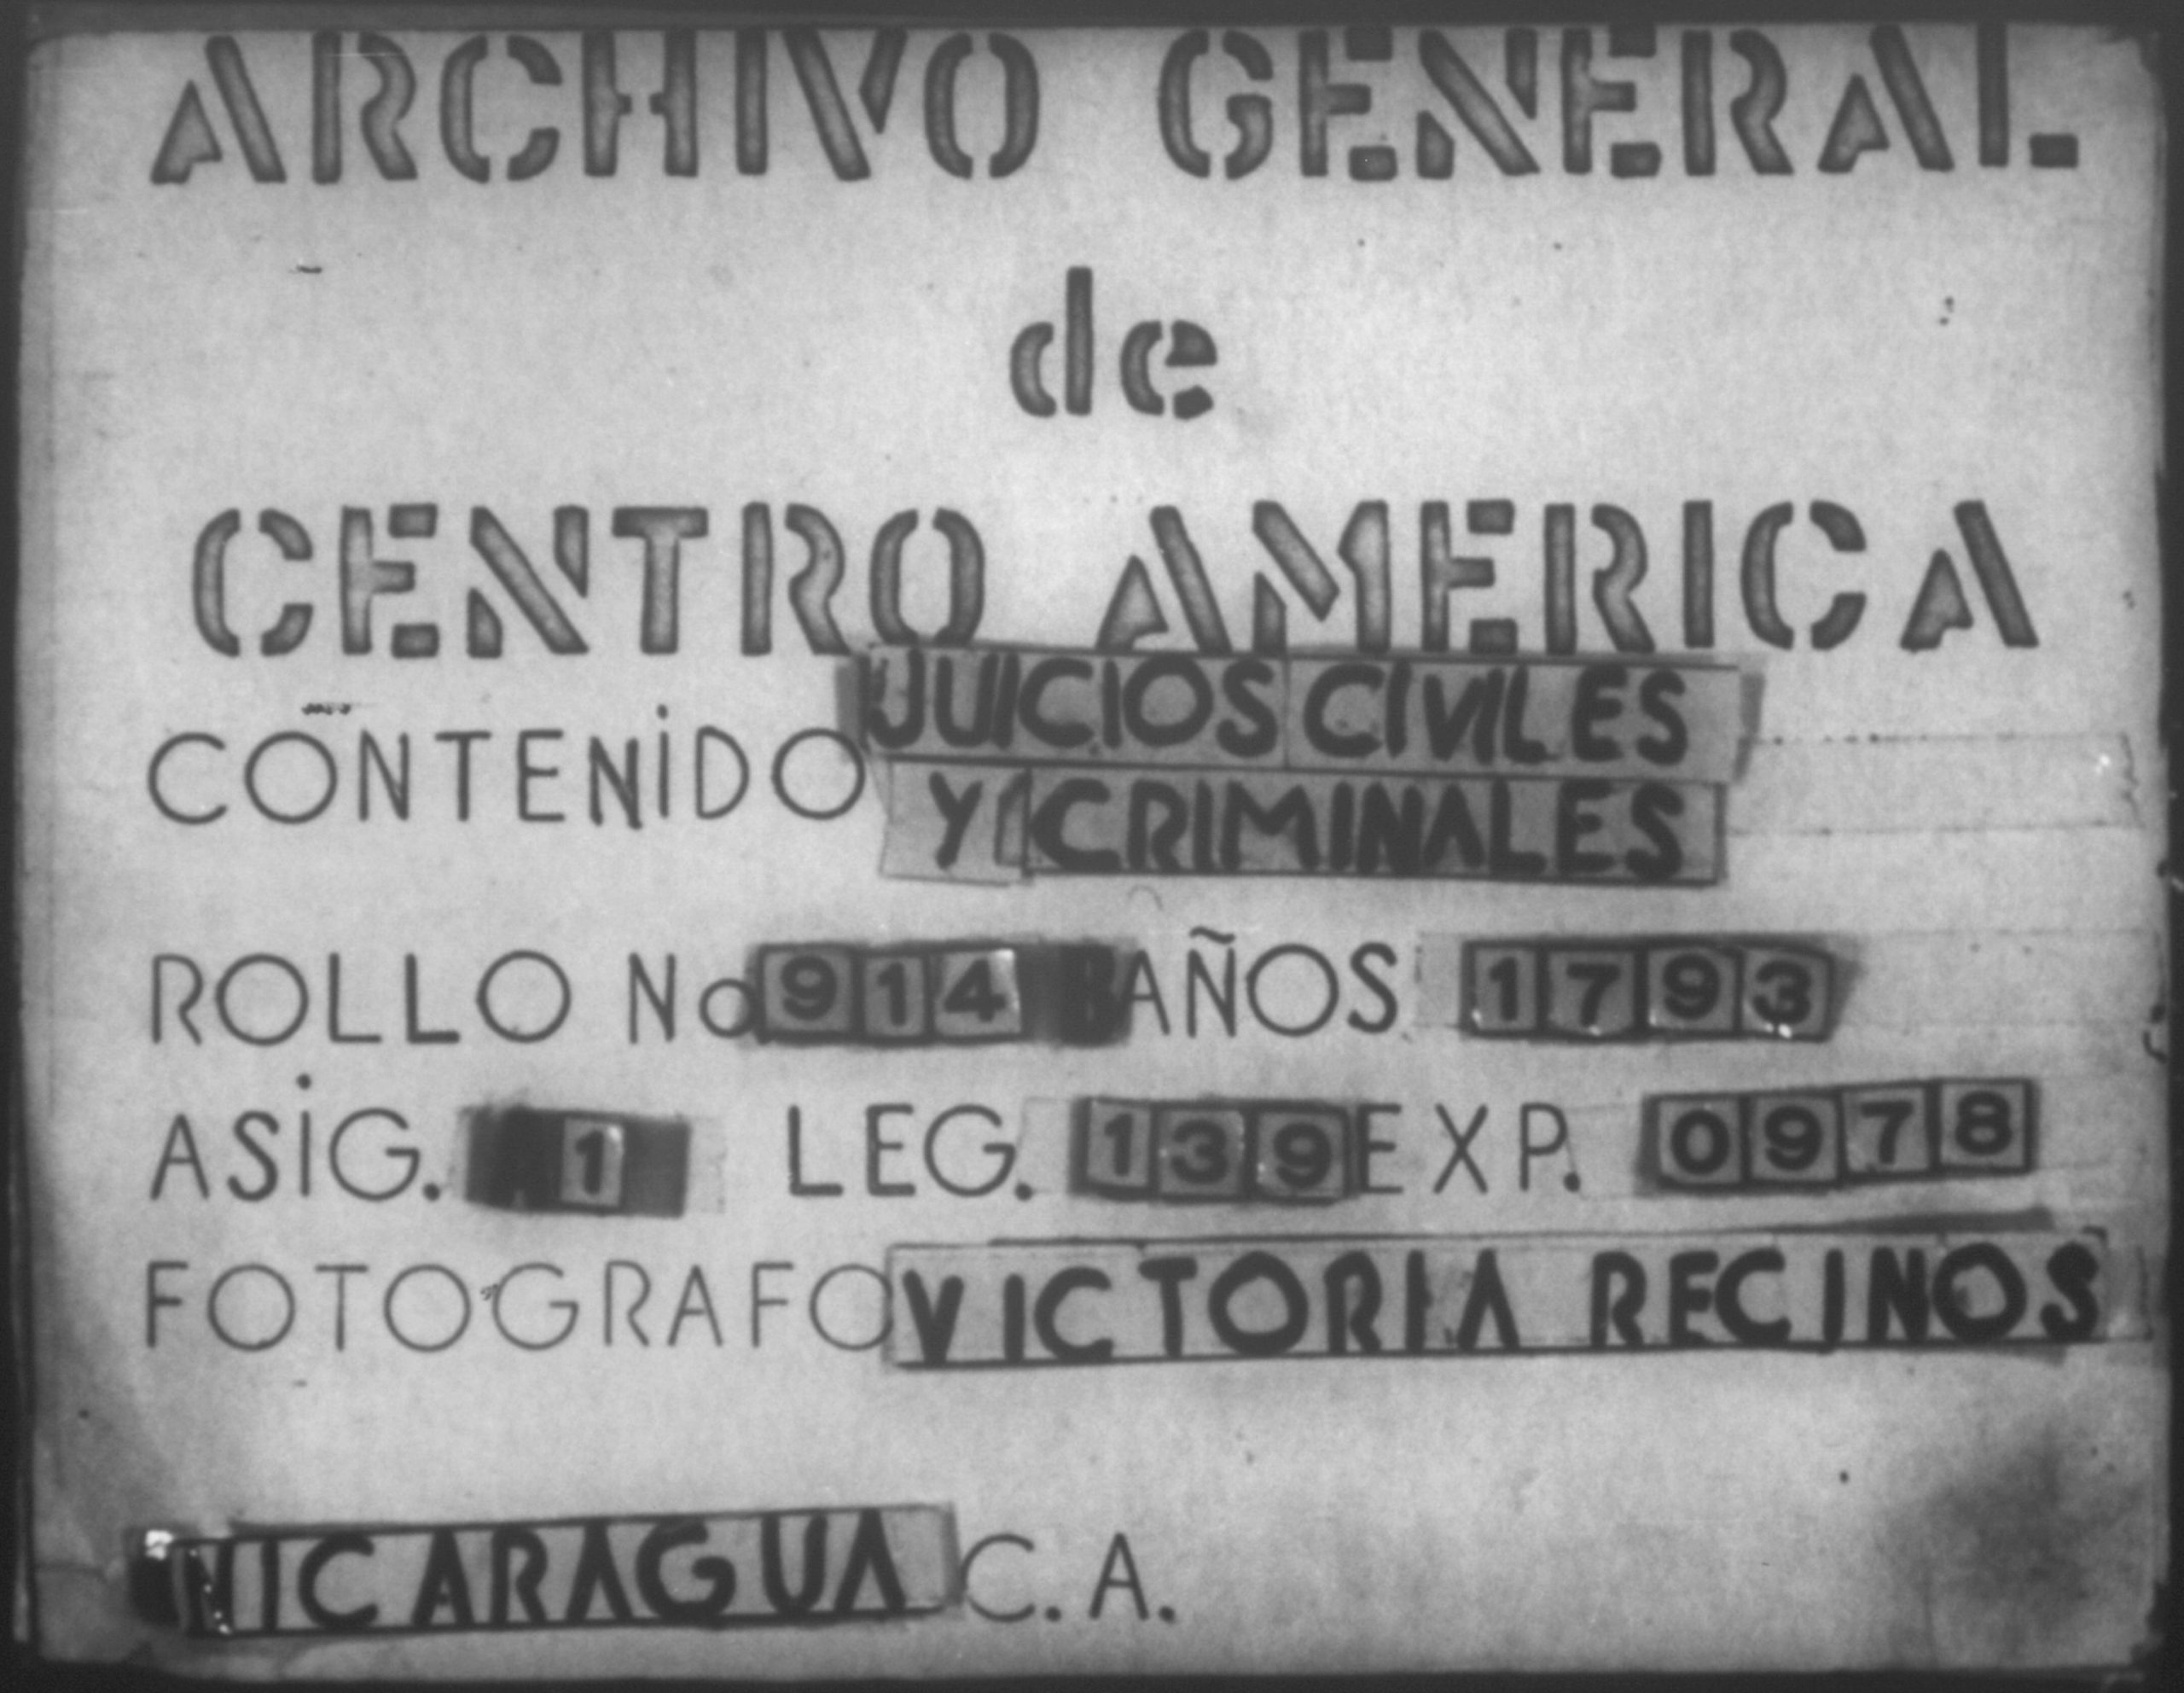 ARCHIVO GENERAL
de
CENTRO AMERICA
CONTENIDO JUICIOS CIVILES
Y CRIMINALES
ROLLO No. 914 B AÑOS 1793
ASIG. 1 LEG. 139 EXP. 0978
FOTOGRAFO VICTORIA RECINOS
NICARAGUA C.A.